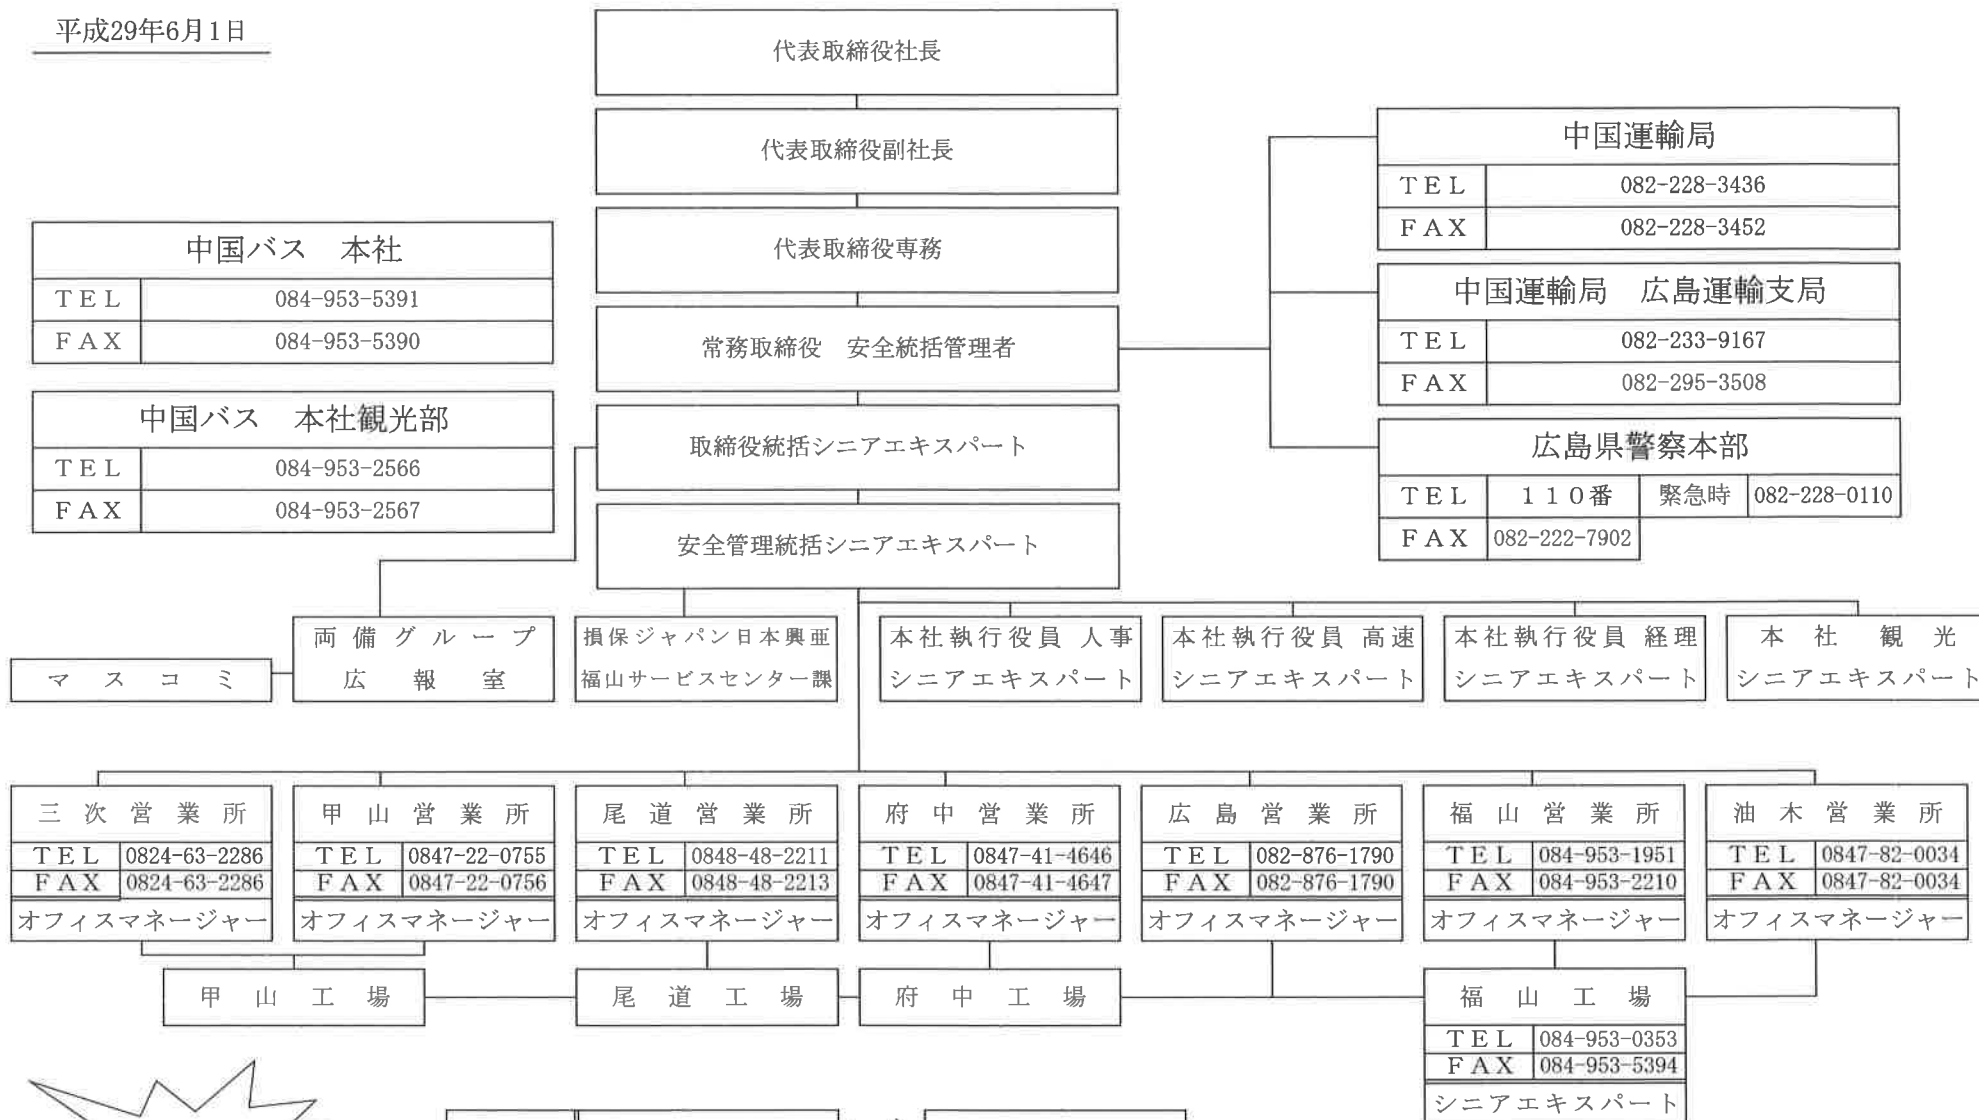 平成29年6月1日
代表取締役社長
代表取締役副社長
代表取締役専務
常務取締役　安全統括管理者
取締役統括シニアエキスパート
安全管理統括シニアエキスパート
中国バス　本社
TEL 084-953-5391
FAX 084-953-5390
中国バス　本社観光部
TEL 084-953-2566
FAX 084-953-2567
中国運輸局
TEL 082-228-3436
FAX 082-228-3452
中国運輸局　広島運輸支局
TEL 082-233-9167
FAX 082-295-3508
広島県警察本部
TEL 110番 緊急時 082-228-0110
FAX 082-222-7902
マスコミ
両備グループ
広報室
損保ジャパン日本興亜
福山サービスセンター課
本社執行役員 人事
シニアエキスパート
本社執行役員 高速
シニアエキスパート
本社執行役員 経理
シニアエキスパート
本社観光
シニアエキスパート
三次営業所
TEL 0824-63-2286
FAX 0824-63-2286
オフィスマネージャー
甲山営業所
TEL 0847-22-0755
FAX 0847-22-0756
オフィスマネージャー
尾道営業所
TEL 0848-48-2211
FAX 0848-48-2213
オフィスマネージャー
府中営業所
TEL 0847-41-4646
FAX 0847-41-4647
オフィスマネージャー
広島営業所
TEL 082-876-1790
FAX 082-876-1790
オフィスマネージャー
福山営業所
TEL 084-953-1951
FAX 084-953-2210
オフィスマネージャー
油木営業所
TEL 0847-82-0034
FAX 0847-82-0034
オフィスマネージャー
甲山工場
尾道工場
府中工場
福山工場
TEL 084-953-0353
FAX 084-953-5394
シニアエキスパート